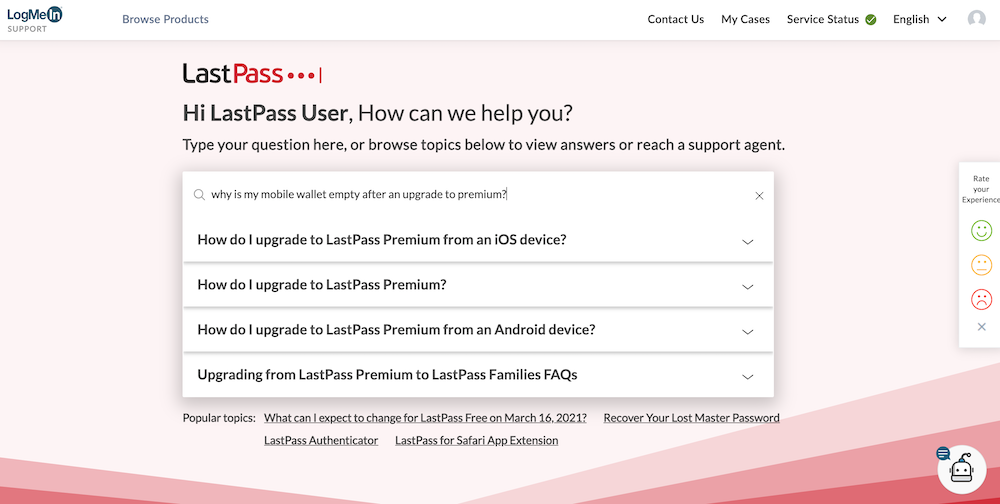 LogMeIn
SUPPORT
Browse Products
Contact Us My Cases Service Status English
LastPass
Hi LastPass User, How can we help you?
Type your question here, or browse topics below to view answers or reach a support agent.
why is my mobile wallet empty after an upgrade to premium?
How do I upgrade to LastPass Premium from an iOS device?
How do I upgrade to LastPass Premium?
How do I upgrade to LastPass Premium from an Android device?
Upgrading from LastPass Premium to LastPass Families FAQs
Popular topics: What can I expect to change for LastPass Free on March 16, 2021? Recover Your Lost Master Password
LastPass Authenticator LastPass for Safari App Extension
Rate
your
Experience